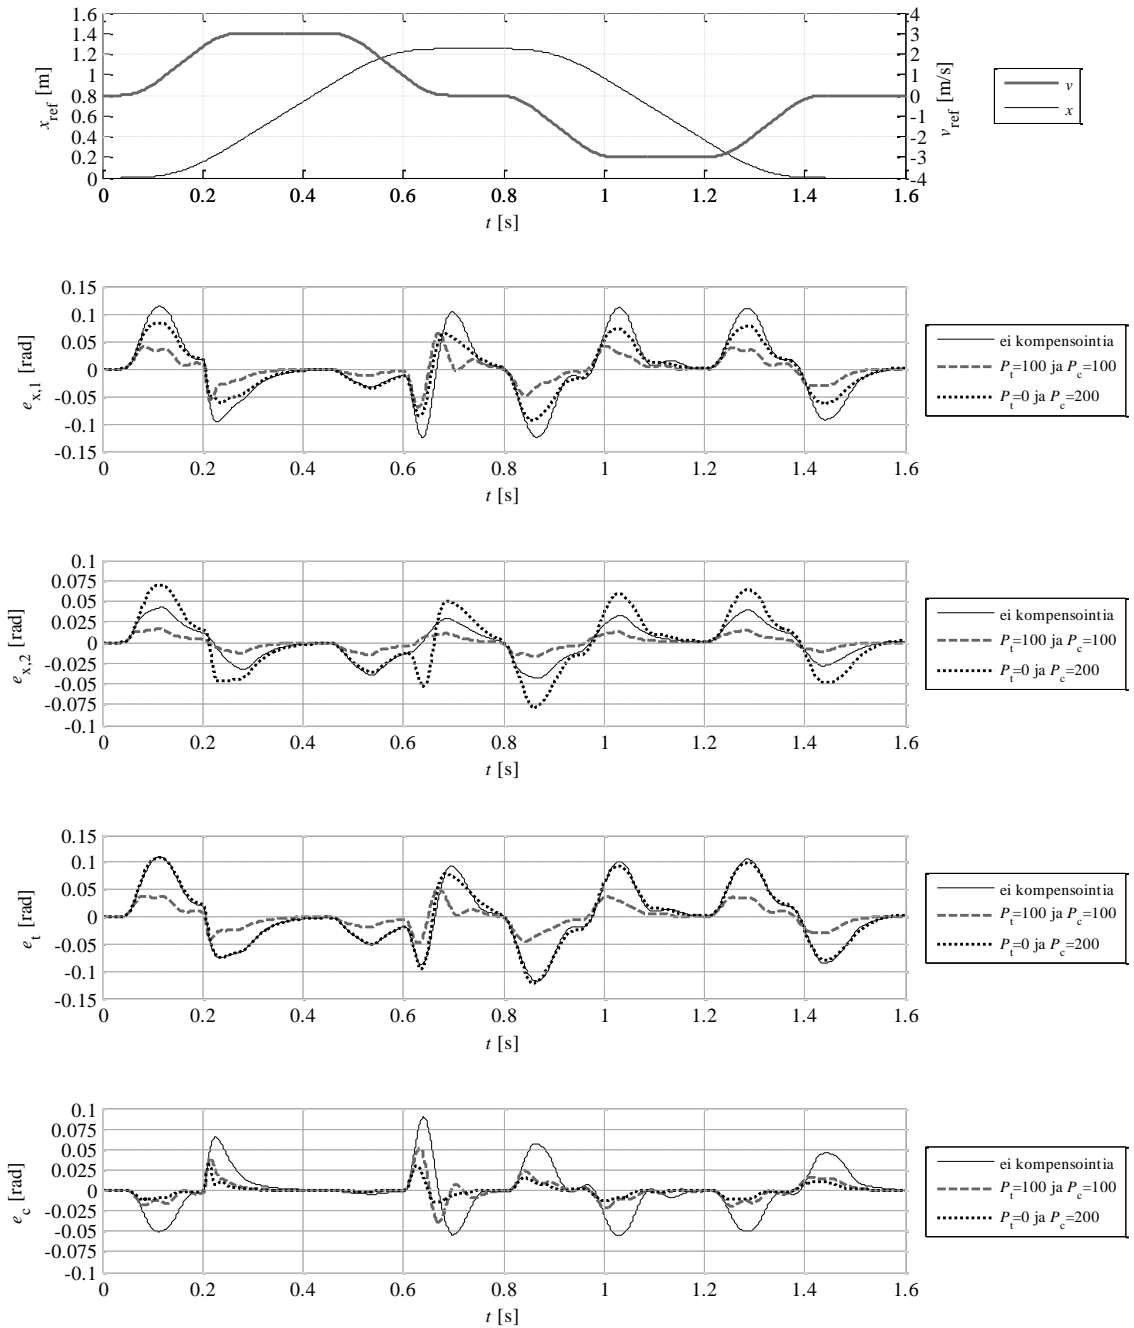 1.6
1.4
1.2
1
0.8
0.6
0.4
0.2
0
x_ref [m]
4
3
2
1
0
-1
-2
-3
-4
v_ref [m/s]
0 0.2 0.4 0.6 0.8 1 1.2 1.4 1.6
t [s]
v
x
0.15
0.1
0.05
0
-0.05
-0.1
-0.15
e_x,1 [rad]
0 0.2 0.4 0.6 0.8 1 1.2 1.4 1.6
t [s]
ei kompensointia
P_t=100 ja P_c=100
P_t=0 ja P_c=200
0.1
0.075
0.05
0.025
0
-0.025
-0.05
-0.075
-0.1
e_x,2 [rad]
0 0.2 0.4 0.6 0.8 1 1.2 1.4 1.6
t [s]
ei kompensointia
P_t=100 ja P_c=100
P_t=0 ja P_c=200
0.15
0.1
0.05
0
-0.05
-0.1
-0.15
e_t [rad]
0 0.2 0.4 0.6 0.8 1 1.2 1.4 1.6
t [s]
ei kompensointia
P_t=100 ja P_c=100
P_t=0 ja P_c=200
0.1
0.075
0.05
0.025
0
-0.025
-0.05
-0.075
-0.1
e_c [rad]
0 0.2 0.4 0.6 0.8 1 1.2 1.4 1.6
t [s]
ei kompensointia
P_t=100 ja P_c=100
P_t=0 ja P_c=200